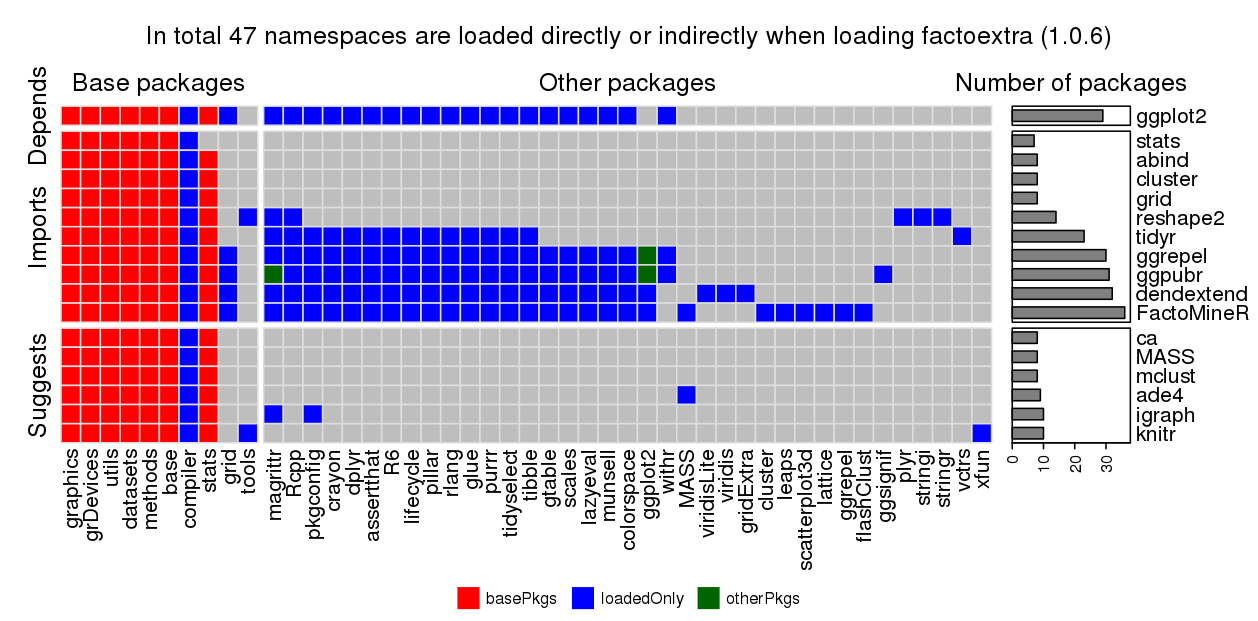 In total 47 namespaces are loaded directly or indirectly when loading factoextra (1.0.6)
Base packages
Other packages
Number of packages
Depends
Imports
Suggests
ggplot2
stats
abind
cluster
grid
reshape2
tidyr
ggrepel
ggpubr
dendextend
FactoMineR
ca
MASS
mclust
ade4
igraph
knitr
graphics
grDevices
utils
datasets
methods
base
compiler
stats
grid
tools
magrittr
Rcpp
pkgconfig
crayon
dplyr
assertthat
R6
lifecycle
pillar
rlang
glue
purrr
tidyselect
tibble
gtable
scales
lazyeval
munsell
colorspace
ggplot2
withr
MASS
viridisLite
viridis
gridExtra
cluster
leaps
scatterplot3d
lattice
ggrepel
flashClust
ggsignif
plyr
stringi
stringr
vctrs
xfun
0
10
20
30
basePkgs
loadedOnly
otherPkgs